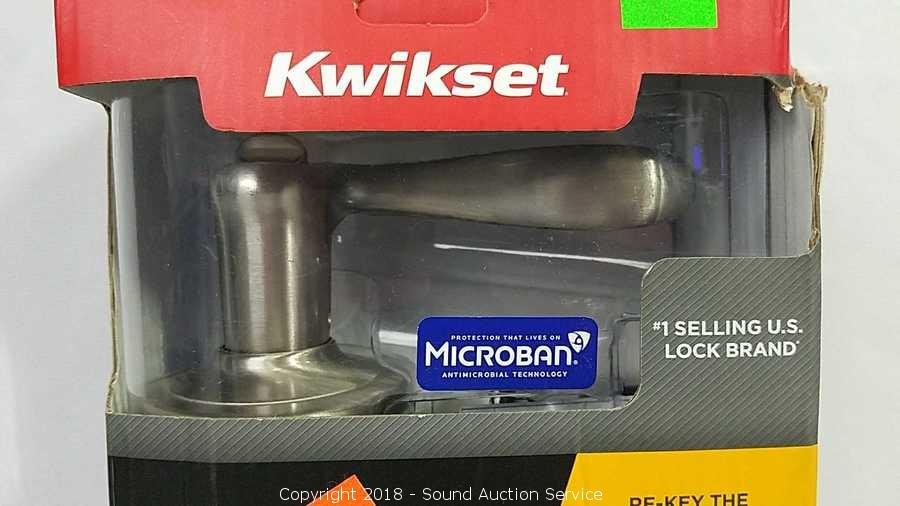 Kwikset
PROTECTION THAT LIVES ON
MICROBAN®
ANTIMICROBIAL TECHNOLOGY
#1 SELLING U.S.
LOCK BRAND*
RE-KEY THE
Copyright 2018 - Sound Auction Service